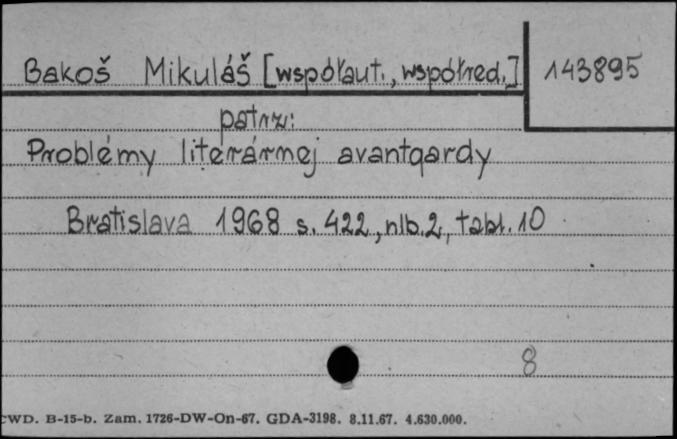 Bakoš Mikuláš [współaut., współred.] 143895
patrz:
Problémy literárnej avantgardy
Bratislava 1968 s. 422, nlb. 2, tabl. 10
8
CWD. B-15-b. Zam. 1726-DW-On-67. GDA-3198. 8.11.67. 4.630.000.